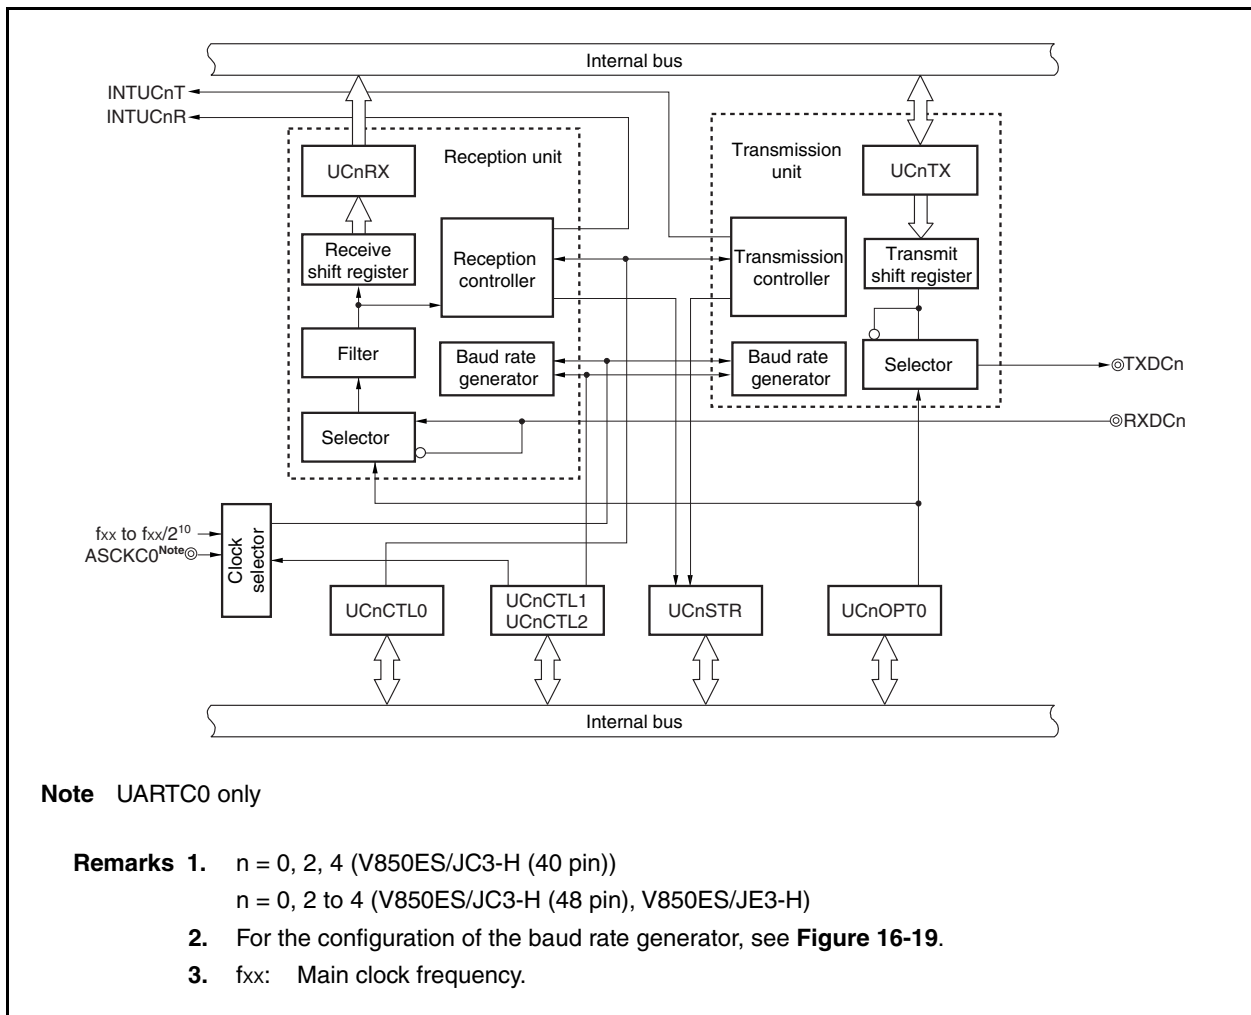 Internal bus
INTUCnT
INTUCnR
Reception unit
Transmission
unit
UCnRX
UCnTX
Receive
shift register
Reception
controller
Transmission
controller
Transmit
shift register
Filter
Baud rate
generator
Baud rate
generator
Selector
TXDCn
Selector
RXDCn
fxx to fxx/2¹⁰
ASCKC0Note
Clock
selector
UCnCTL0
UCnCTL1
UCnCTL2
UCnSTR
UCnOPT0
Internal bus
Note UARTC0 only
Remarks 1. n = 0, 2, 4 (V850ES/JC3-H (40 pin))
n = 0, 2 to 4 (V850ES/JC3-H (48 pin), V850ES/JE3-H)
2. For the configuration of the baud rate generator, see Figure 16-19.
3. fxx: Main clock frequency.